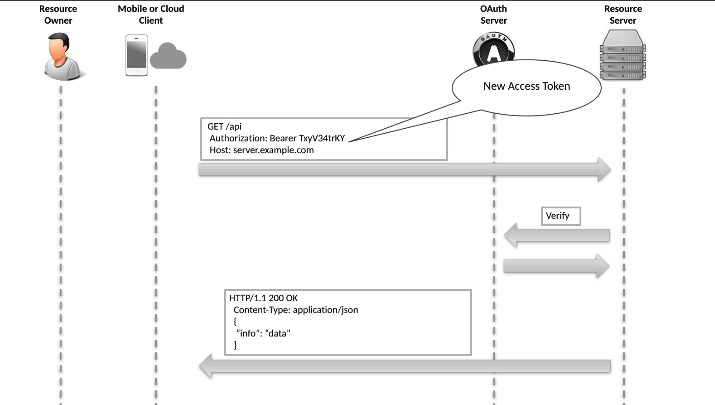 Resource
Owner
Mobile or Cloud
Client
OAuth
Server
Resource
Server
OAUTH
New Access Token
GET /api
Authorization: Bearer TxyV34trKY
Host: server.example.com
Verify
HTTP/1.1 200 OK
Content-Type: application/json
{
“info”: “data”
}